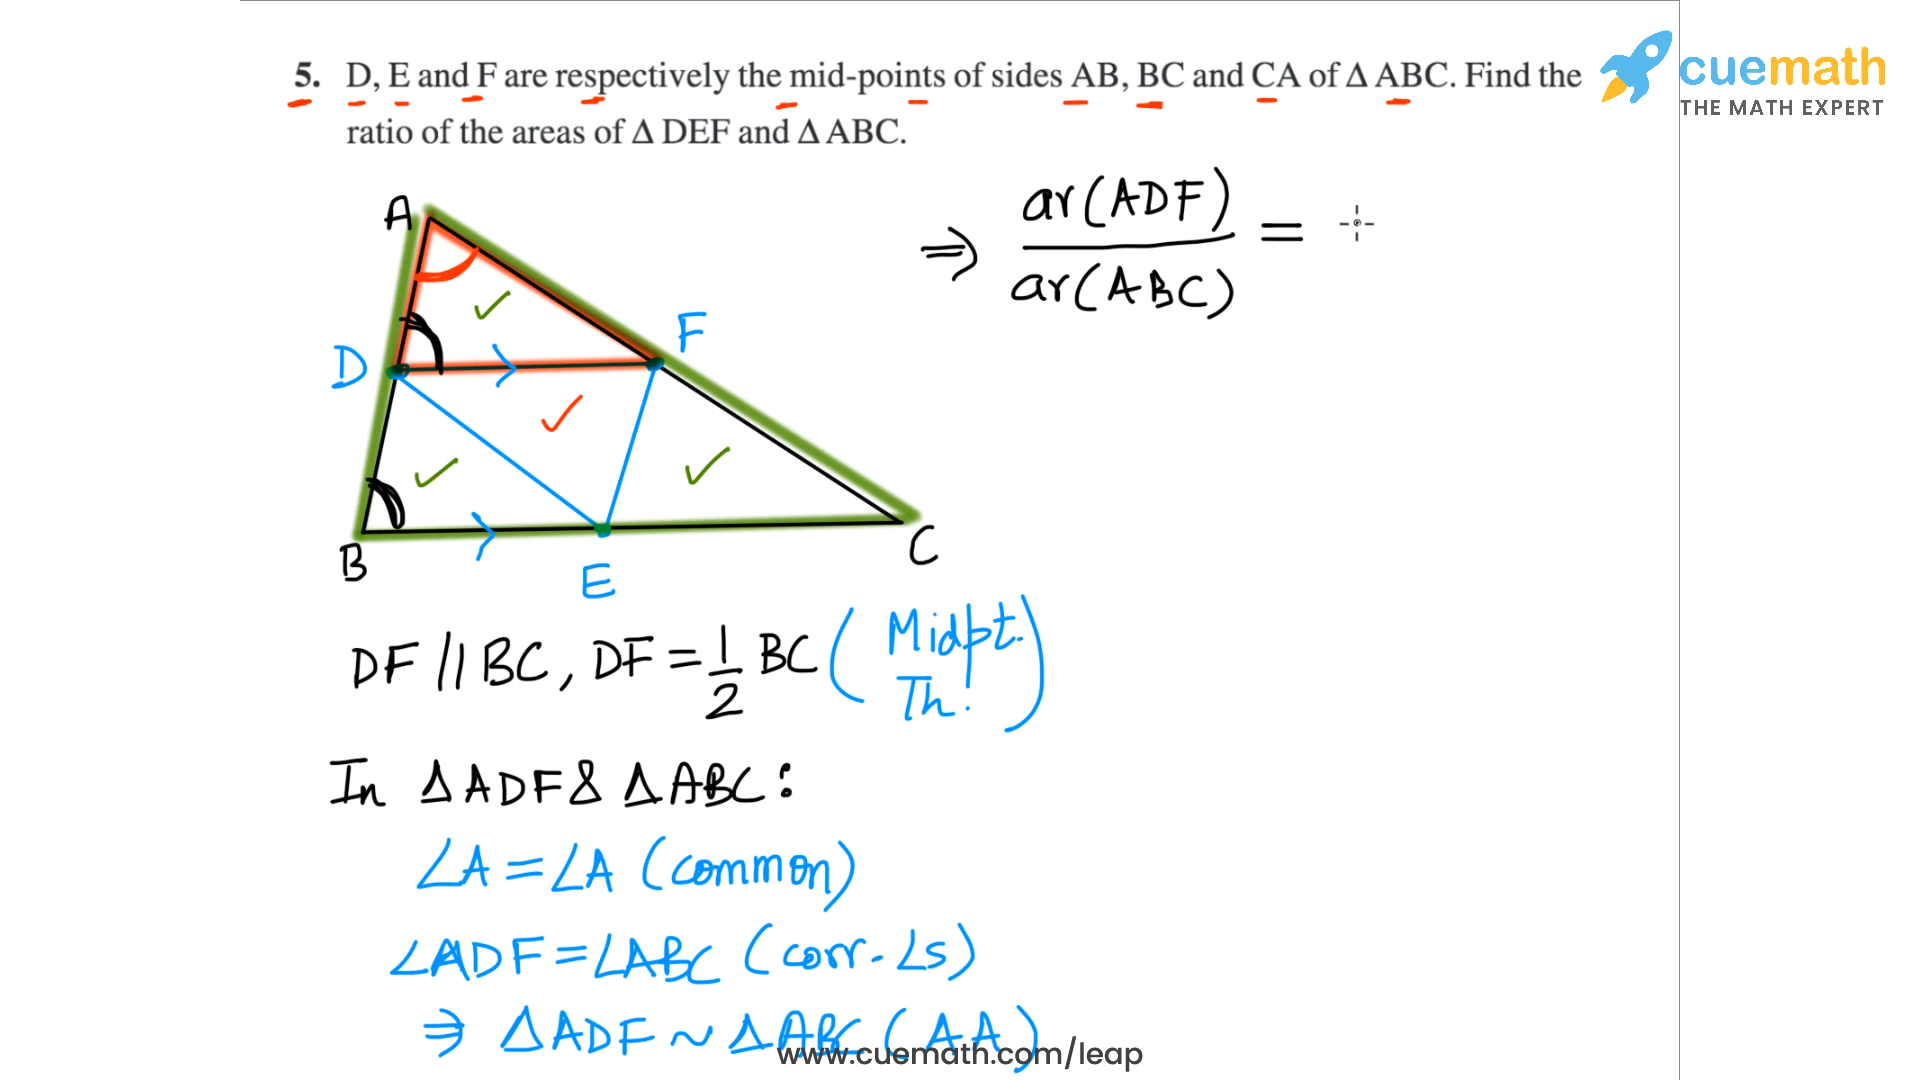 5. D, E and F are respectively the mid-points of sides AB, BC and CA of Δ ABC. Find the
ratio of the areas of Δ DEF and Δ ABC.
cuemath
THE MATH EXPERT
⇒ ar(ADF)/ar(ABC) =
A
D
F
B
E
C
DF || BC, DF = 1/2 BC (Midpt. Th.)
In ΔADF & ΔABC:
∠A = ∠A (common)
∠ADF = ∠ABC (corr. ∠s)
⇒ ΔADF ~ ΔABC (AA)
www.cuemath.com/leap